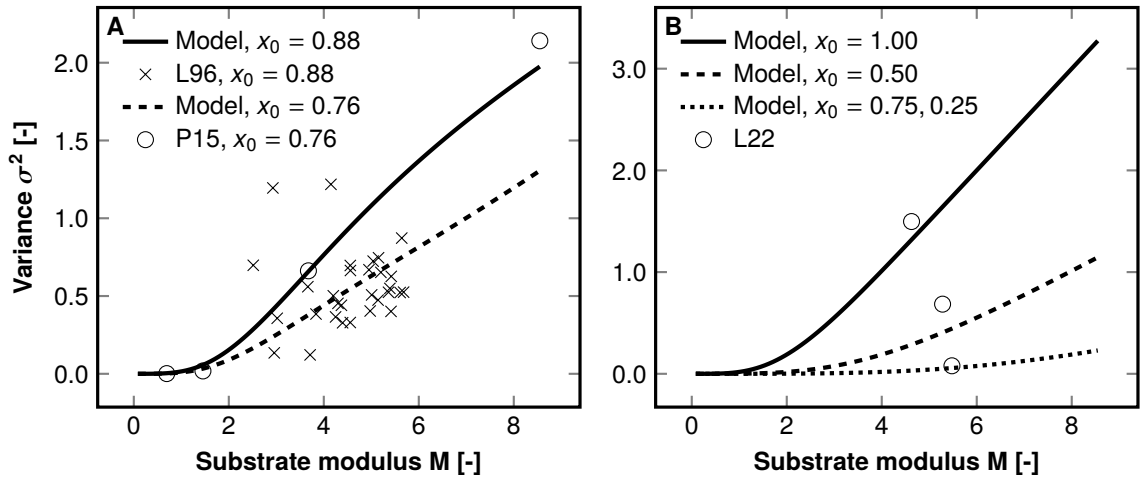 A
Model, x₀ = 0.88
L96, x₀ = 0.88
Model, x₀ = 0.76
P15, x₀ = 0.76
2.0
1.5
1.0
0.5
0.0
Variance σ² [-]
0 2 4 6 8
Substrate modulus M [-]
B
Model, x₀ = 1.00
Model, x₀ = 0.50
Model, x₀ = 0.75, 0.25
L22
3.0
2.0
1.0
0.0
0 2 4 6 8
Substrate modulus M [-]